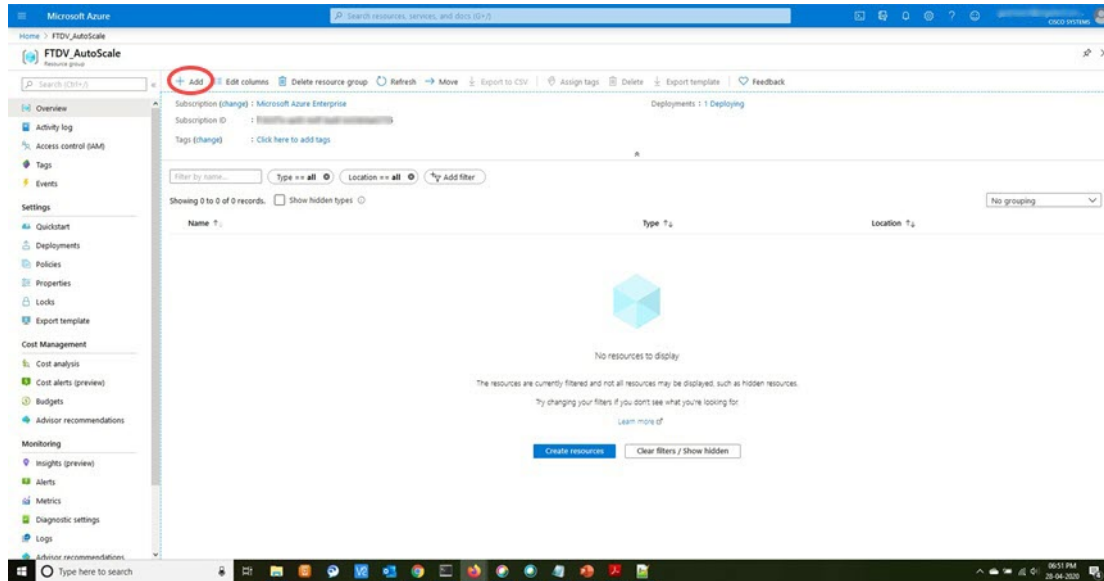 Microsoft Azure
Search resources, services, and docs (G+/)
CISCO SYSTEMS
Home > FTDV_AutoScale
FTDV_AutoScale
Resource group
Search (Ctrl+/)
Add Edit columns Delete resource group Refresh Move Export to CSV Assign tags Delete Export template Feedback
Overview
Activity log
Access control (IAM)
Tags
Events
Settings
Quickstart
Deployments
Policies
Properties
Locks
Export template
Cost Management
Cost analysis
Cost alerts (preview)
Budgets
Advisor recommendations
Monitoring
Insights (preview)
Alerts
Metrics
Diagnostic settings
Logs
Advisor recommendations
Subscription (change) : Microsoft Azure Enterprise
Deployments : 1 Deploying
Subscription ID :
Tags (change) : Click here to add tags
Filter by name...
Type == all
Location == all
Add filter
Showing 0 to 0 of 0 records.
Show hidden types
No grouping
Name
Type
Location
No resources to display
The resources are currently filtered and not all resources may be displayed, such as hidden resources.
Try changing your filters if you don't see what you're looking for.
Learn more
Create resources
Clear filters / Show hidden
Type here to search
06:51 PM
28-04-2020